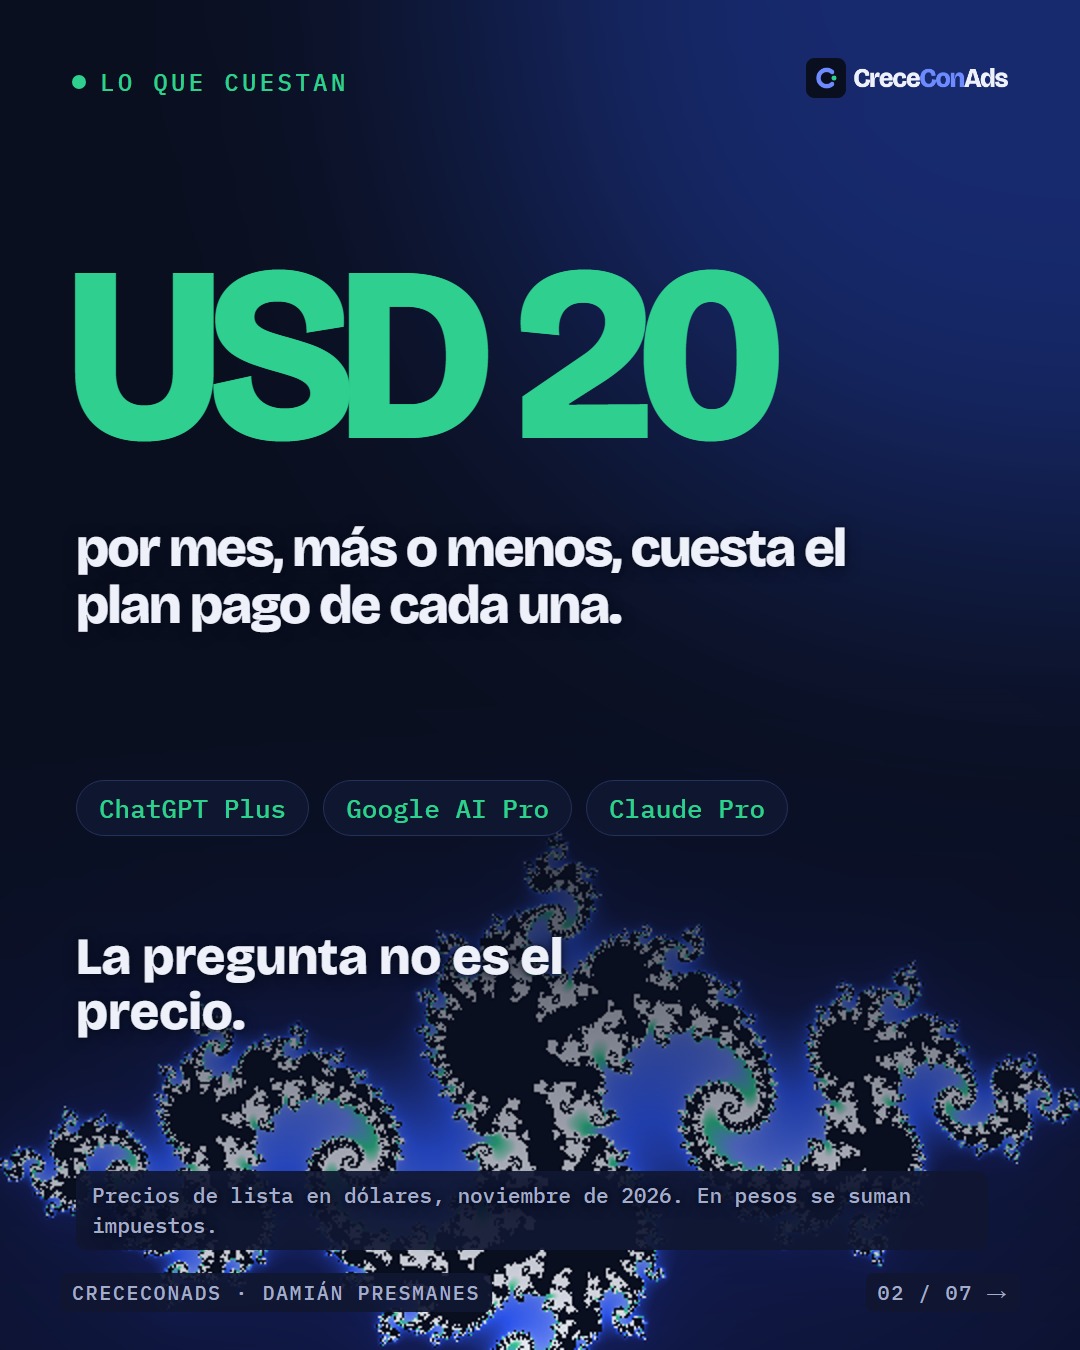 LO QUE CUESTAN
CreceConAds
USD 20
por mes, más o menos, cuesta el
plan pago de cada una.
ChatGPT Plus
Google AI Pro
Claude Pro
La pregunta no es el
precio.
Precios de lista en dólares, noviembre de 2026. En pesos se suman
impuestos.
CRECECONADS · DAMIÁN PRESMANES
02 / 07 →